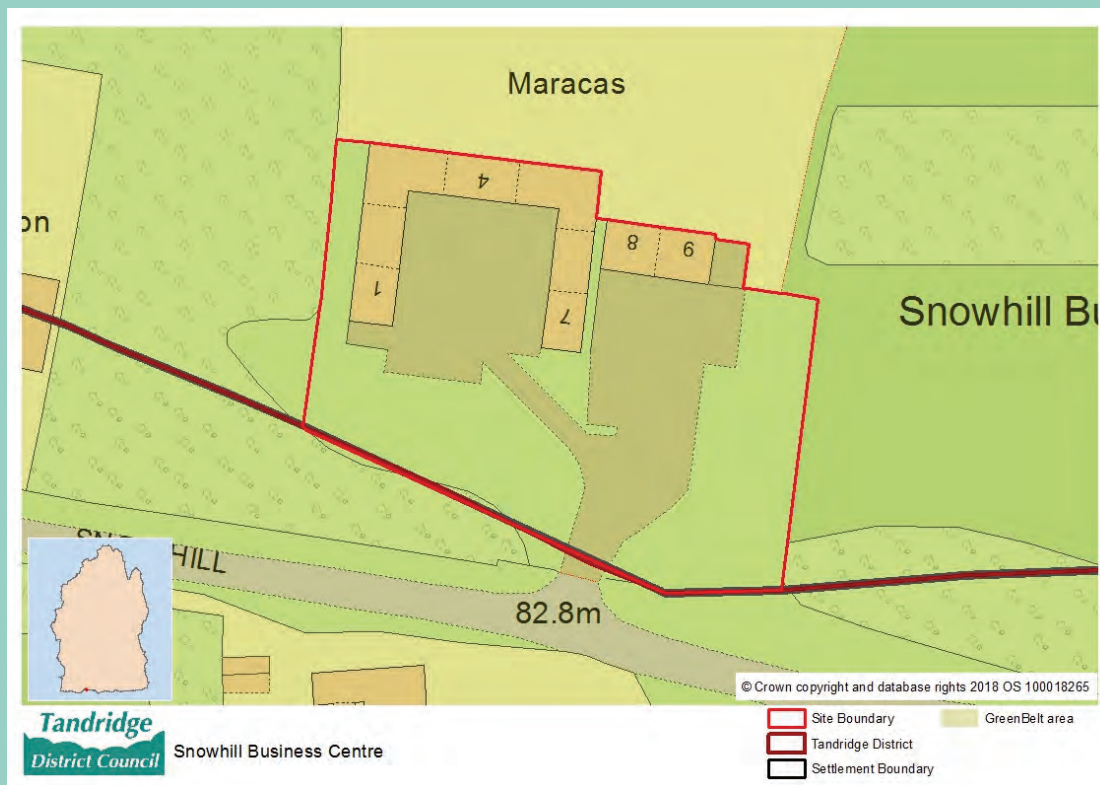 Maracas
4
on
8
9
1
7
Snowhill Bu
HILL
82.8m
© Crown copyright and database rights 2018 OS 100018265
Tandridge
District Council
Snowhill Business Centre
Site Boundary
GreenBelt area
Tandridge District
Settlement Boundary